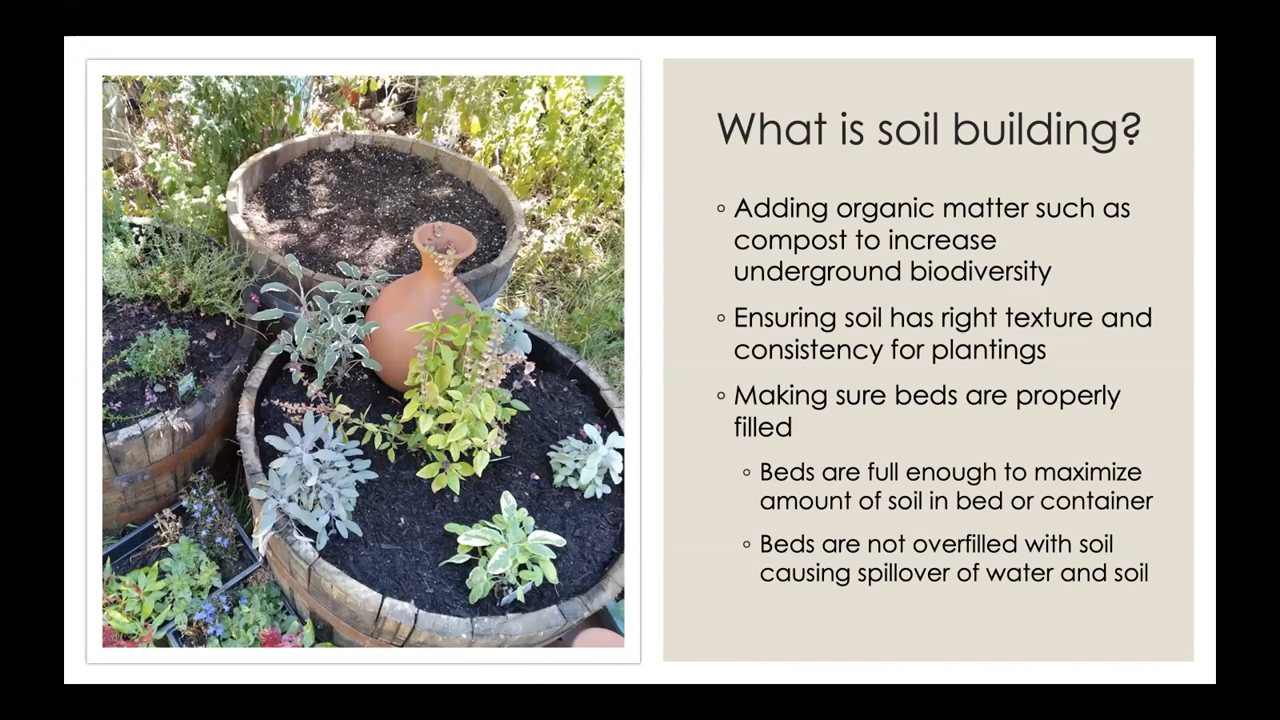 What is soil building?
◦ Adding organic matter such as
compost to increase
underground biodiversity
◦ Ensuring soil has right texture and
consistency for plantings
◦ Making sure beds are properly
filled
◦ Beds are full enough to maximize
amount of soil in bed or container
◦ Beds are not overfilled with soil
causing spillover of water and soil